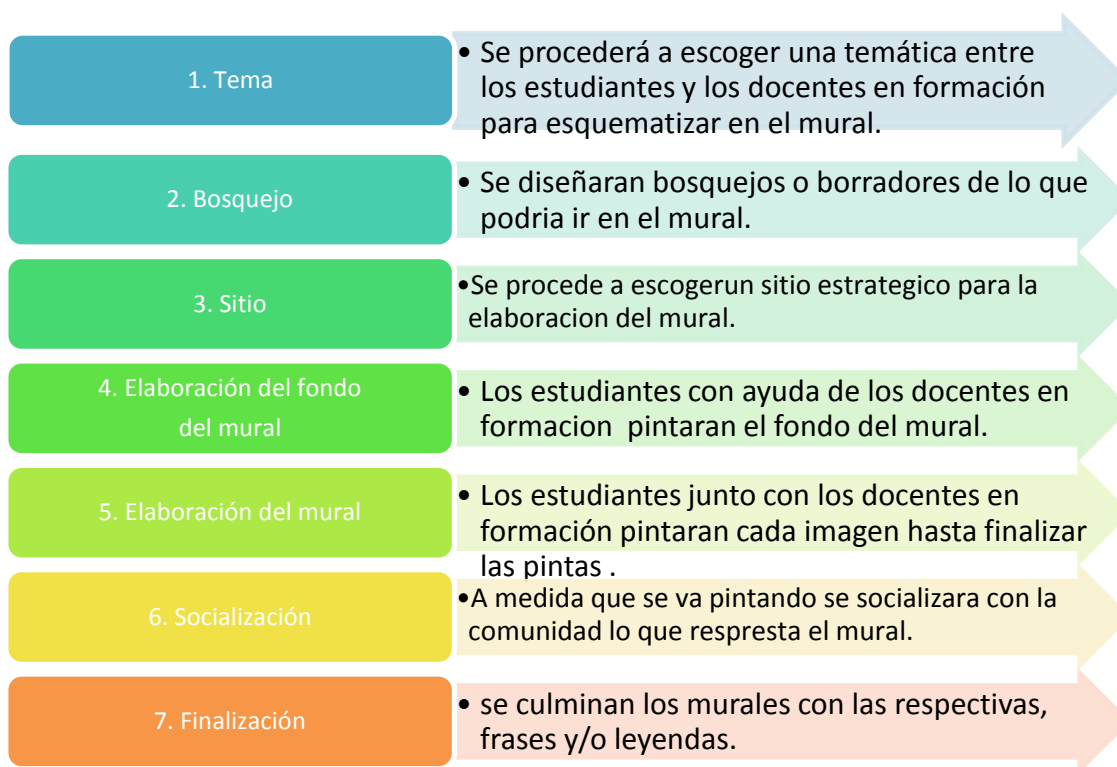 1. Tema
• Se procederá a escoger una temática entre
los estudiantes y los docentes en formación
para esquematizar en el mural.
2. Bosquejo
• Se diseñaran bosquejos o borradores de lo que
podria ir en el mural.
3. Sitio
•Se procede a escogerun sitio estrategico para la
elaboracion del mural.
4. Elaboración del fondo
del mural
• Los estudiantes con ayuda de los docentes en
formacion pintaran el fondo del mural.
5. Elaboración del mural
• Los estudiantes junto con los docentes en
formación pintaran cada imagen hasta finalizar
las pintas .
6. Socialización
•A medida que se va pintando se socializara con la
comunidad lo que respresta el mural.
7. Finalización
• se culminan los murales con las respectivas,
frases y/o leyendas.